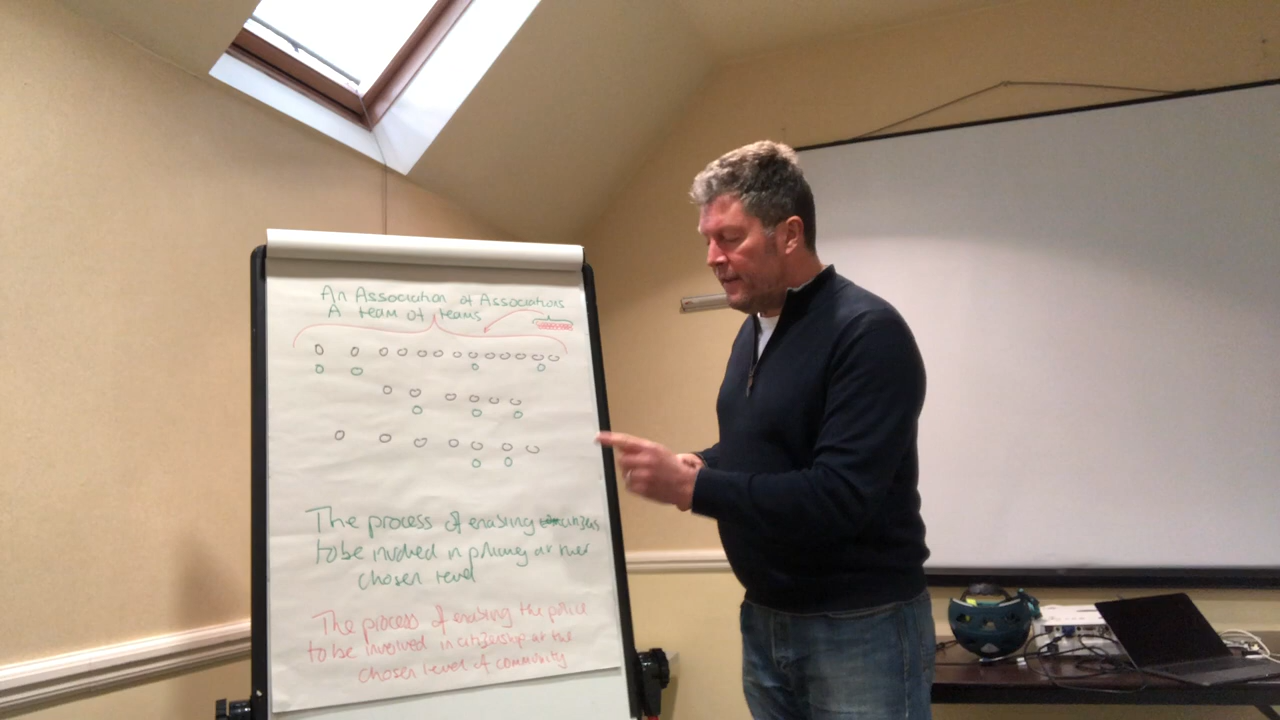 An Association of Associations
A team of teams
The process of enabling citizens
to be involved in policing at their
chosen level
The process of enabling the police
to be involved in citizenship at the
chosen level of community